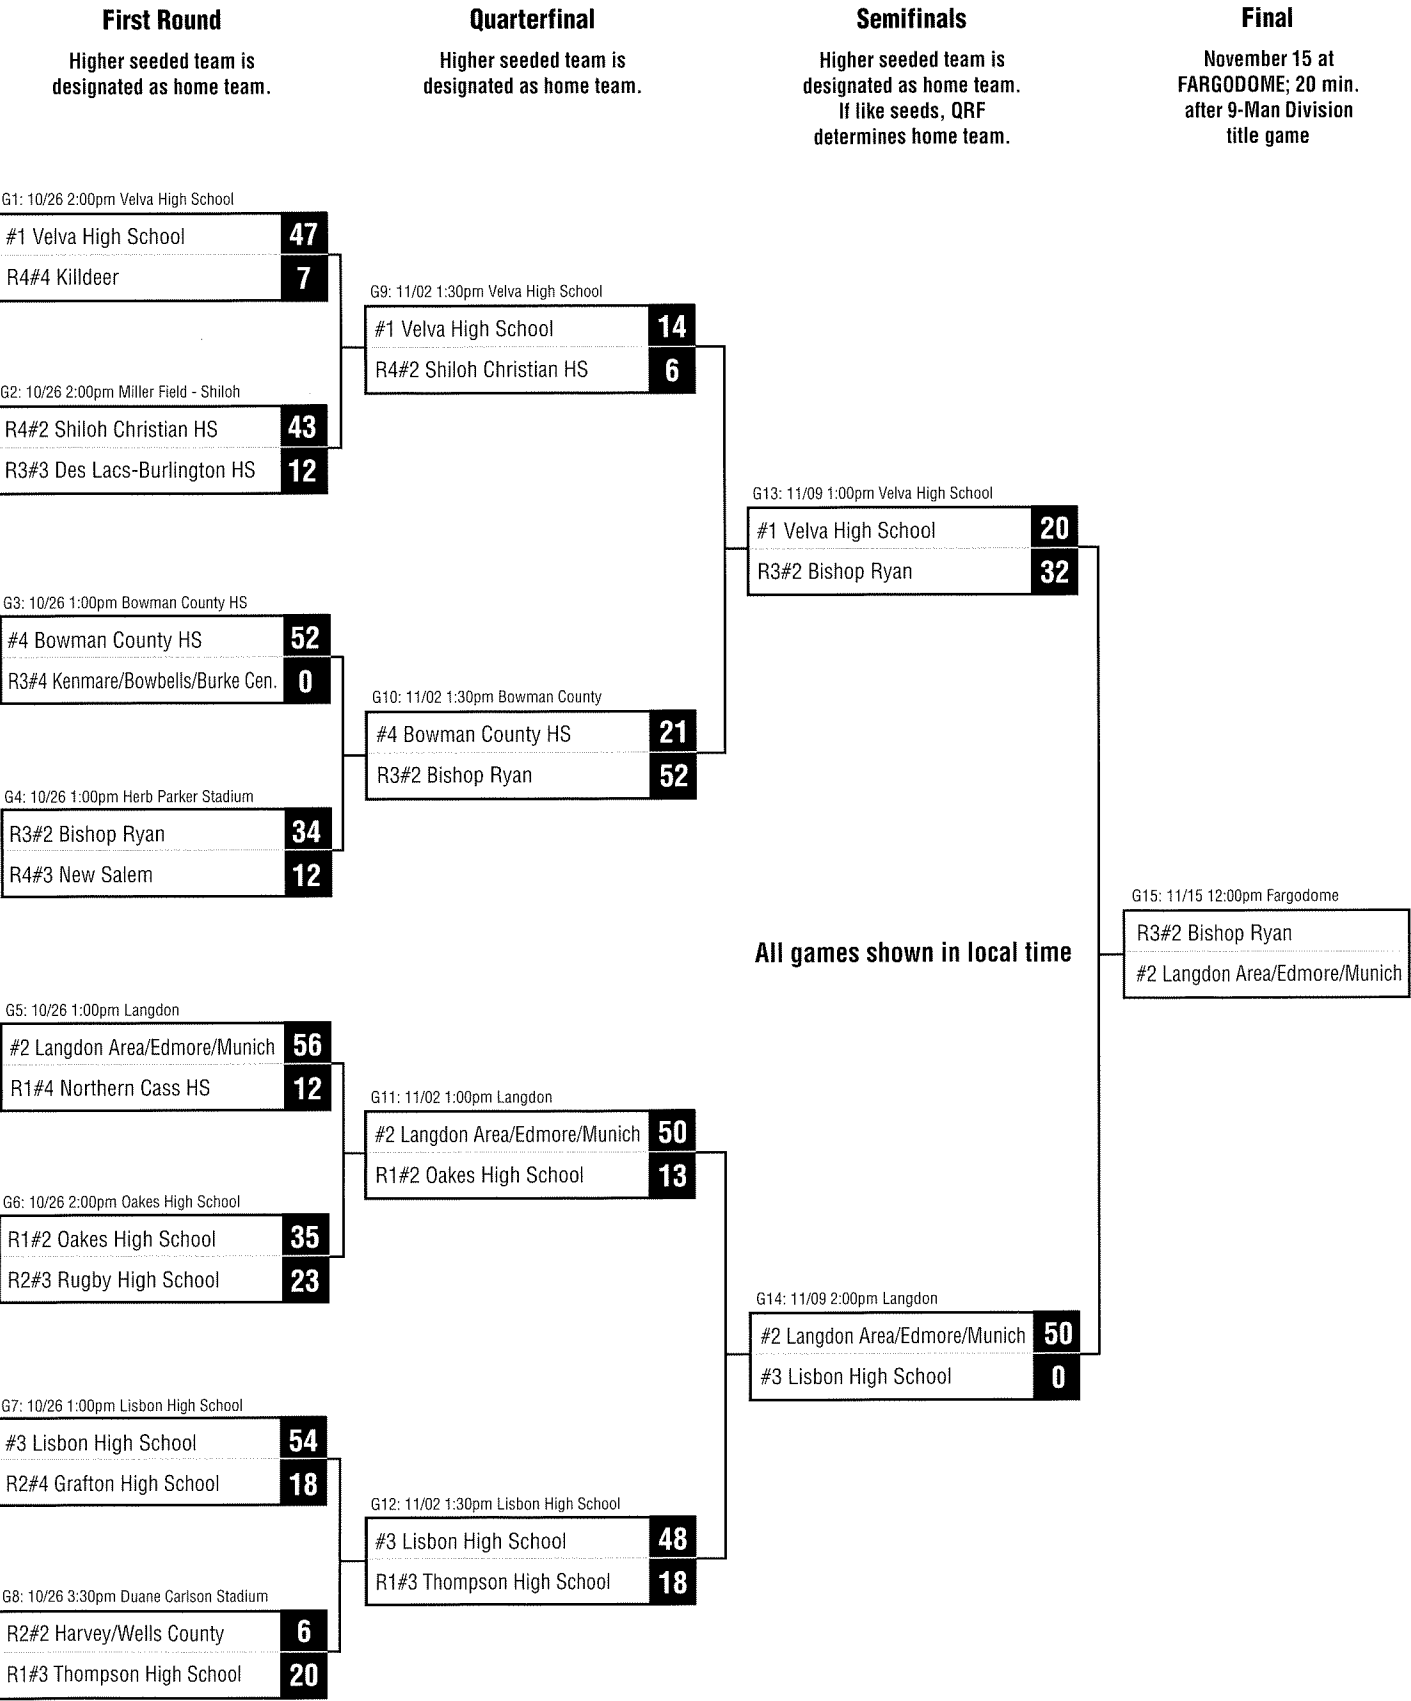 First Round
Higher seeded team is
designated as home team.
Quarterfinal
Higher seeded team is
designated as home team.
Semifinals
Higher seeded team is
designated as home team.
If like seeds, QRF
determines home team.
Final
November 15 at
FARGODOME; 20 min.
after 9-Man Division
title game
G1: 10/26 2:00pm Velva High School
#1 Velva High School 47
R4#4 Killdeer 7
G2: 10/26 2:00pm Miller Field - Shiloh
R4#2 Shiloh Christian HS 43
R3#3 Des Lacs-Burlington HS 12
G3: 10/26 1:00pm Bowman County HS
#4 Bowman County HS 52
R3#4 Kenmare/Bowbells/Burke Cen. 0
G4: 10/26 1:00pm Herb Parker Stadium
R3#2 Bishop Ryan 34
R4#3 New Salem 12
G5: 10/26 1:00pm Langdon
#2 Langdon Area/Edmore/Munich 56
R1#4 Northern Cass HS 12
G6: 10/26 2:00pm Oakes High School
R1#2 Oakes High School 35
R2#3 Rugby High School 23
G7: 10/26 1:00pm Lisbon High School
#3 Lisbon High School 54
R2#4 Grafton High School 18
G8: 10/26 3:30pm Duane Carlson Stadium
R2#2 Harvey/Wells County 6
R1#3 Thompson High School 20
G9: 11/02 1:30pm Velva High School
#1 Velva High School 14
R4#2 Shiloh Christian HS 6
G10: 11/02 1:30pm Bowman County
#4 Bowman County HS 21
R3#2 Bishop Ryan 52
G11: 11/02 1:00pm Langdon
#2 Langdon Area/Edmore/Munich 50
R1#2 Oakes High School 13
G12: 11/02 1:30pm Lisbon High School
#3 Lisbon High School 48
R1#3 Thompson High School 18
G13: 11/09 1:00pm Velva High School
#1 Velva High School 20
R3#2 Bishop Ryan 32
All games shown in local time
G14: 11/09 2:00pm Langdon
#2 Langdon Area/Edmore/Munich 50
#3 Lisbon High School 0
G15: 11/15 12:00pm Fargodome
R3#2 Bishop Ryan
#2 Langdon Area/Edmore/Munich